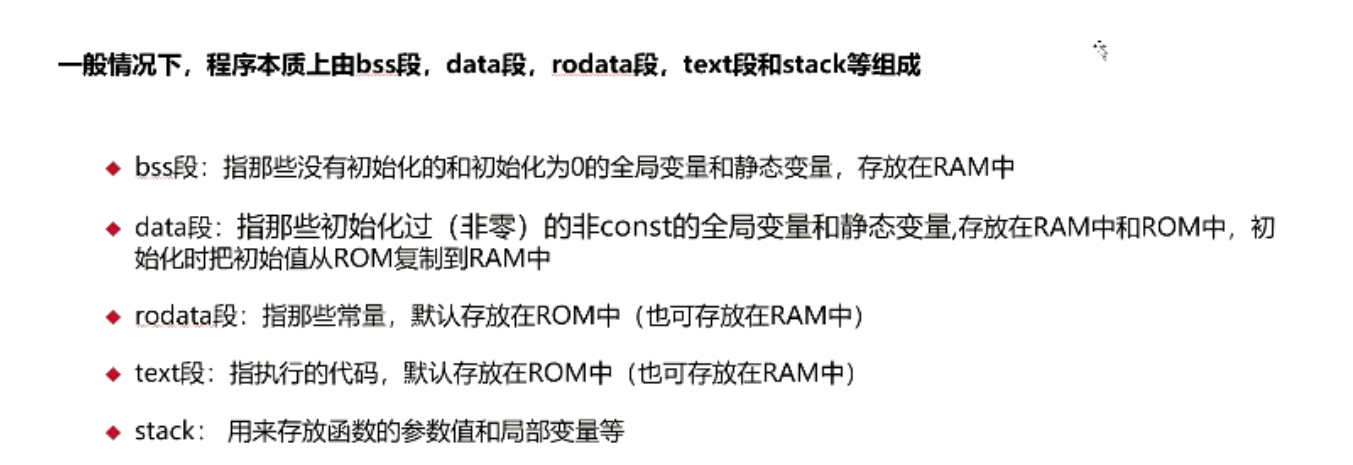 一般情况下，程序本质上由bss段，data段，rodata段，text段和stack等组成
◆ bss段：指那些没有初始化的和初始化为0的全局变量和静态变量，存放在RAM中
◆ data段：指那些初始化过（非零）的非const的全局变量和静态变量,存放在RAM中和ROM中，初
始化时把初始值从ROM复制到RAM中
◆ rodata段：指那些常量，默认存放在ROM中（也可存放在RAM中）
◆ text段：指执行的代码，默认存放在ROM中（也可存放在RAM中）
◆ stack： 用来存放函数的参数值和局部变量等